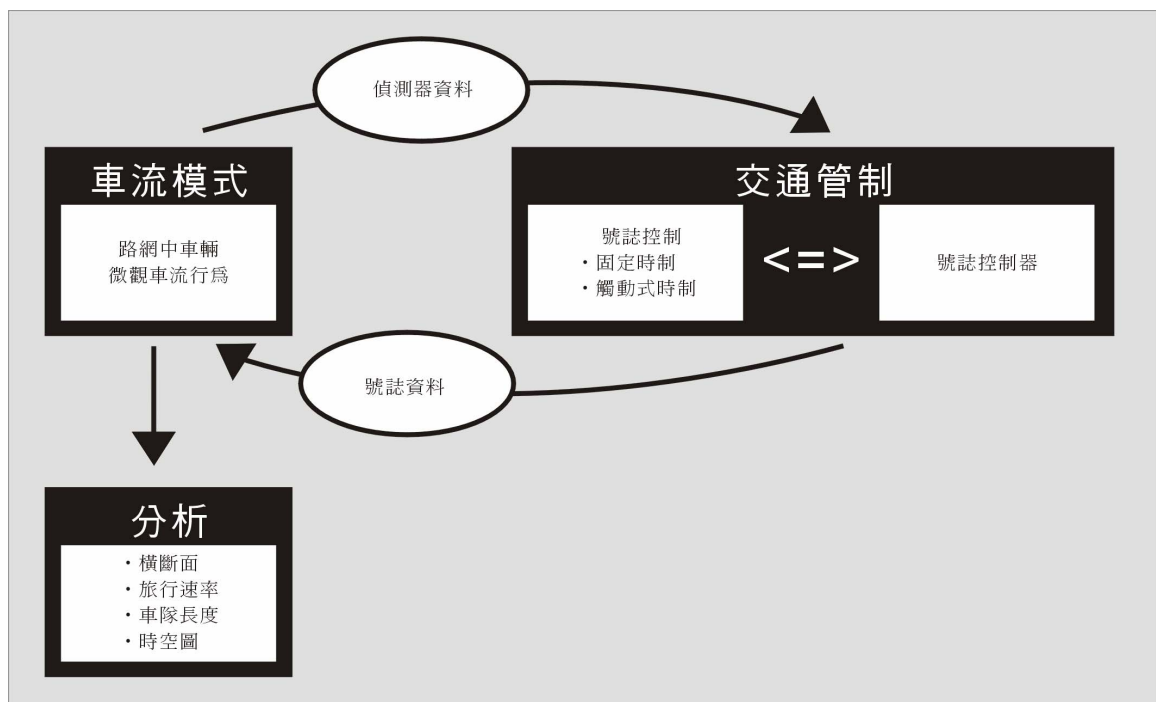 偵測器資料
車流模式
路網中車輛
微觀車流行爲
交通管制
號誌控制
・固定時制
・觸動式時制
<=>
號誌控制器
號誌資料
分析
・橫斷面
・旅行速率
・車隊長度
・時空圖